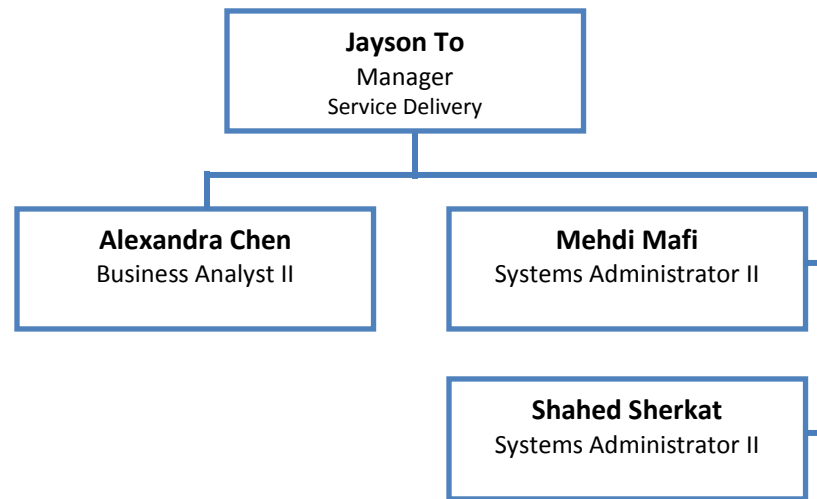 Jayson To
Manager
Service Delivery
Alexandra Chen
Business Analyst II
Mehdi Mafi
Systems Administrator II
Shahed Sherkat
Systems Administrator II